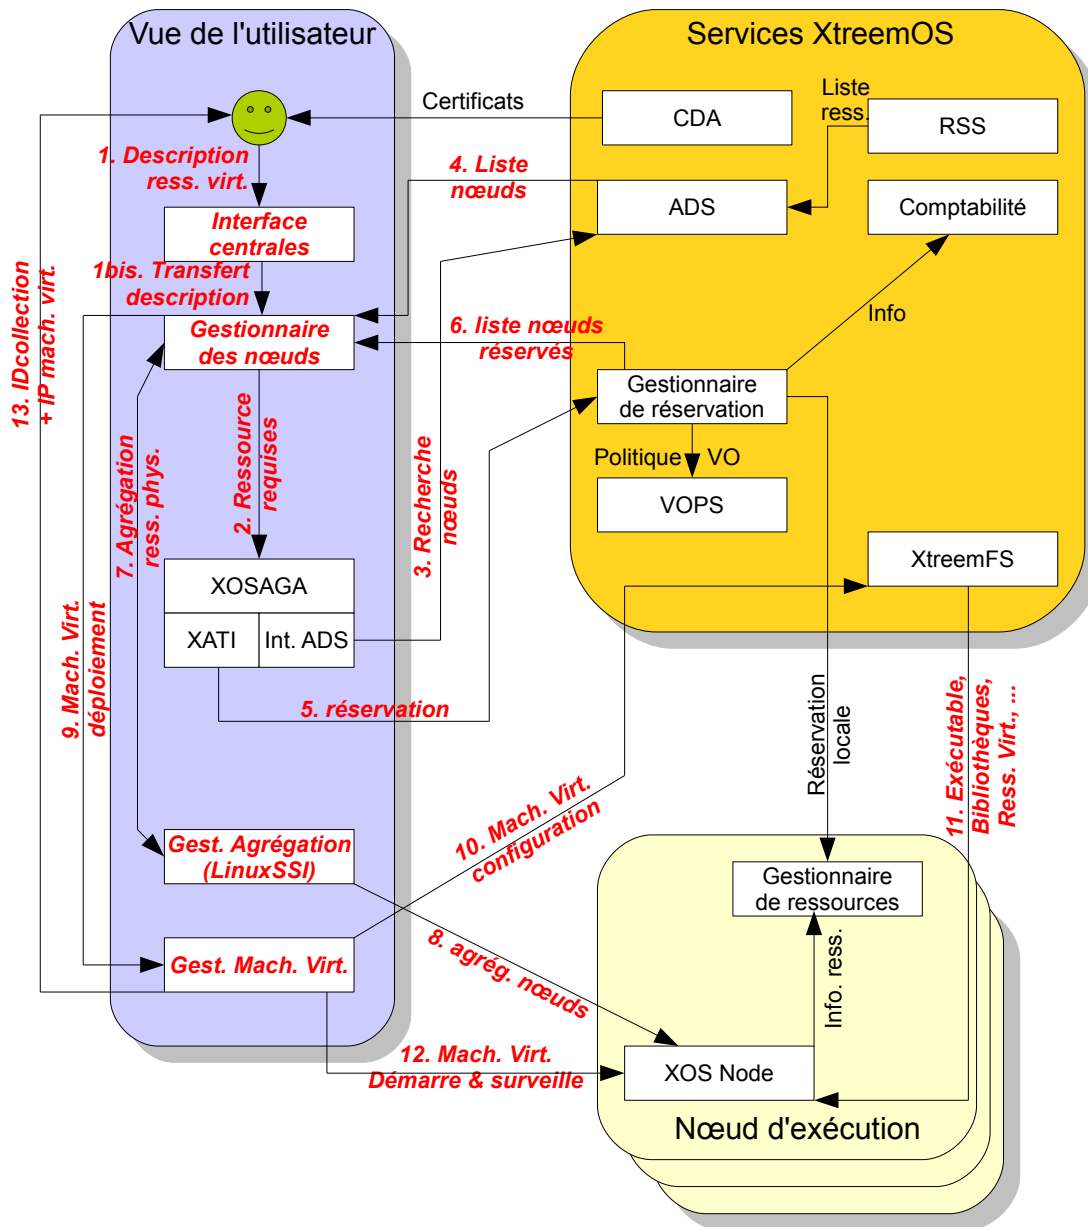 Vue de l'utilisateur
Services XtreemOS
Certificats
CDA
Liste
ress.
RSS
1. Description
ress. virt.
4. Liste
nœuds
ADS
Comptabilité
Interface
centrales
1bis. Transfert
description
Gestionnaire
des nœuds
6. liste nœuds
réservés
Info
Gestionnaire
de réservation
Politique
VO
VOPS
13. IDcollection
+ IP mach. virt.
7. Agrégation
ress. phys.
2. Ressource
requises
3. Recherche
nœuds
XtreemFS
XOSAGA
XATI
Int. ADS
9. Mach. Virt.
déploiement
5. réservation
Réservation
locale
11. Exécutable,
Bibliothèques,
Ress. Virt., ...
10. Mach. Virt.
configuration
Gest. Agrégation
(LinuxSSI)
Gestionnaire
de ressources
Gest. Mach. Virt.
8. agrég. nœuds
Info. ress.
12. Mach. Virt.
Démarre & surveille
XOS Node
Nœud d'exécution